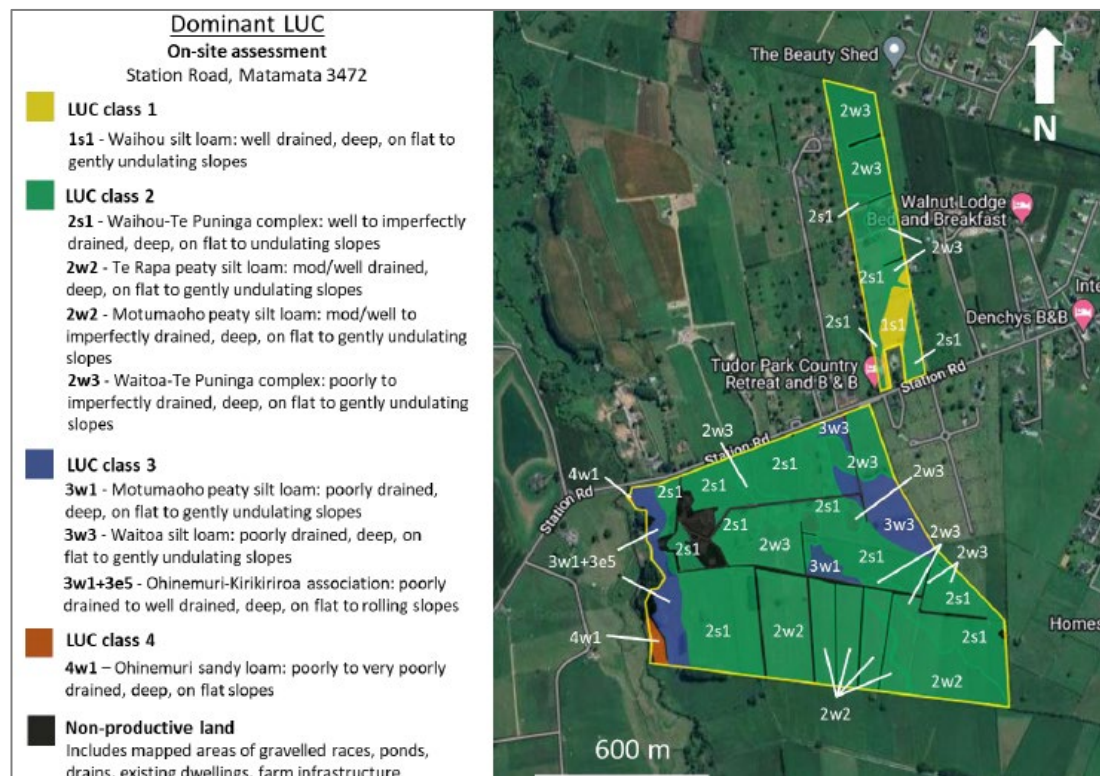 Dominant LUC
On-site assessment
Station Road, Matamata 3472
LUC class 1
1s1 - Waihou silt loam: well drained, deep, on flat to
gently undulating slopes
LUC class 2
2s1 - Waihou-Te Puninga complex: well to imperfectly
drained, deep, on flat to undulating slopes
2w2 - Te Rapa peaty silt loam: mod/well drained,
deep, on flat to gently undulating slopes
2w2 - Motumaoho peaty silt loam: mod/well to
imperfectly drained, deep, on flat to gently undulating
slopes
2w3 - Waitoa-Te Puninga complex: poorly to
imperfectly drained, deep, on flat to gently undulating
slopes
LUC class 3
3w1 - Motumaoho peaty silt loam: poorly drained,
deep, on flat to gently undulating slopes
3w3 - Waitoa silt loam: poorly drained, deep, on
flat to gently undulating slopes
3w1+3e5 - Ohinemuri-Kirikiriroa association: poorly
drained to well drained, deep, on flat to rolling slopes
LUC class 4
4w1 – Ohinemuri sandy loam: poorly to very poorly
drained, deep, on flat slopes
Non-productive land
Includes mapped areas of gravelled races, ponds,
drains, existing dwellings, farm infrastructure
The Beauty Shed
N
2w3
2w3
2s1
Walnut Lodge
Bed and Breakfast
2w3
2s1
1s1
Inte
Denchys B&B
2s1
2s1
Tudor Park Country
Retreat and B & B
Station Rd
2w3
3w3
Station Rd
2s1
2w3
2w3
4w1
2s1
2s1
Station Rd
2s1
2s1
3w3
2w3
2w3
2s1
2w3
3w1
2s1
3w1+3e5
2s1
4w1
2s1
2w2
2s1
Homes
2w2
2w2
600 m